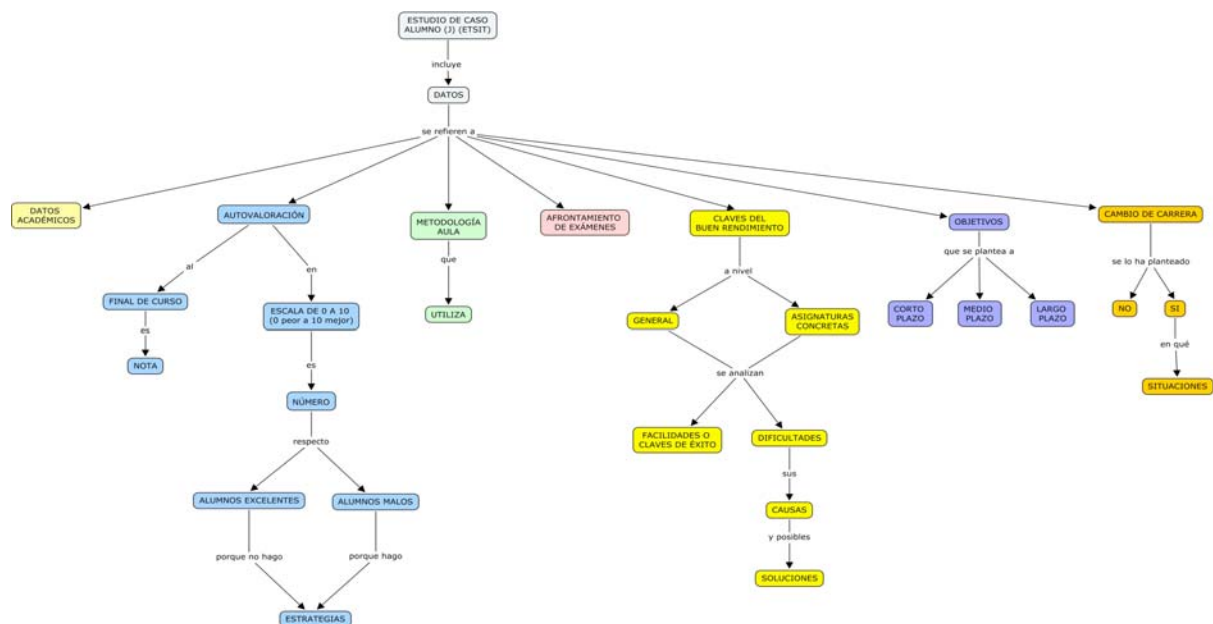 ESTUDIO DE CASO
ALUMNO (J) (ETSIT)
incluye
DATOS
se refieren a
DATOS
ACADÉMICOS
AUTOVALORACIÓN
METODOLOGÍA
AULA
AFRONTAMIENTO
DE EXÁMENES
CLAVES DEL
BUEN RENDIMIENTO
OBJETIVOS
CAMBIO DE CARRERA
al
en
que
a nivel
que se plantea a
se lo ha planteado
FINAL DE CURSO
ESCALA DE 0 A 10
(0 peor a 10 mejor)
UTILIZA
GENERAL
ASIGNATURAS
CONCRETAS
CORTO
PLAZO
MEDIO
PLAZO
LARGO
PLAZO
NO
SI
es
es
se analizan
en qué
NOTA
NÚMERO
SITUACIONES
respecto
FACILIDADES O
CLAVES DE ÉXITO
DIFICULTADES
sus
ALUMNOS EXCELENTES
ALUMNOS MALOS
CAUSAS
porque no hago
porque hago
y posibles
ESTRATEGIAS
SOLUCIONES